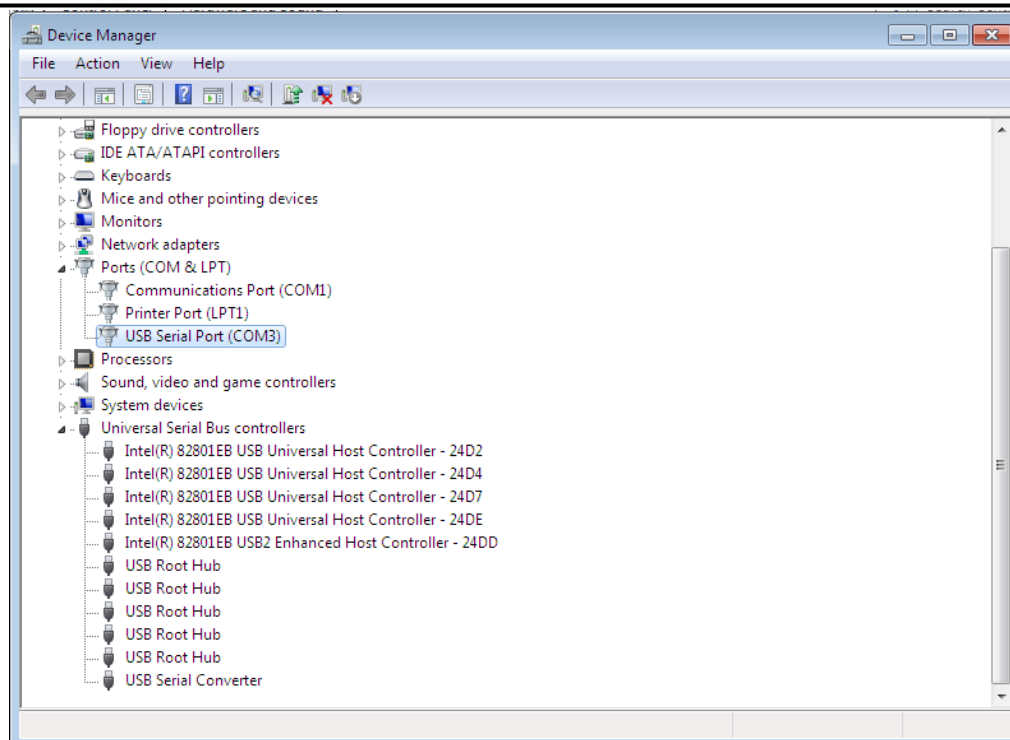 Device Manager
File Action View Help
Floppy drive controllers
IDE ATA/ATAPI controllers
Keyboards
Mice and other pointing devices
Monitors
Network adapters
Ports (COM & LPT)
Communications Port (COM1)
Printer Port (LPT1)
USB Serial Port (COM3)
Processors
Sound, video and game controllers
System devices
Universal Serial Bus controllers
Intel(R) 82801EB USB Universal Host Controller - 24D2
Intel(R) 82801EB USB Universal Host Controller - 24D4
Intel(R) 82801EB USB Universal Host Controller - 24D7
Intel(R) 82801EB USB Universal Host Controller - 24DE
Intel(R) 82801EB USB2 Enhanced Host Controller - 24DD
USB Root Hub
USB Root Hub
USB Root Hub
USB Root Hub
USB Root Hub
USB Serial Converter